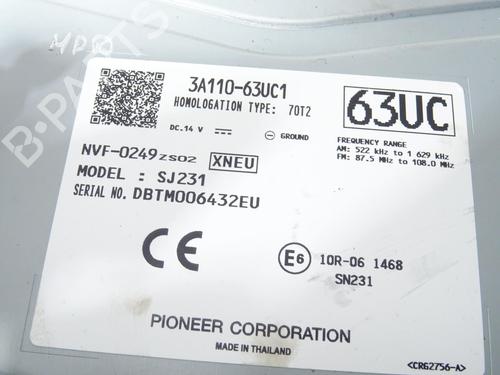 MP50
B-PARTS
3A110-63UC1
HOMOLOGATION TYPE: 70T2
63UC
DC.14 V
GROUND
FREQUENCY RANGE
AM: 522 kHz to 1 629 kHz
FM: 87.5 MHz to 108.0 MHz
NVF-0249ZS02 XNEU
MODEL : SJ231
SERIAL NO. DBTM006432EU
CE
E6 10R-06 1468
SN231
PIONEER CORPORATION
MADE IN THAILAND
<CRG2756-A>